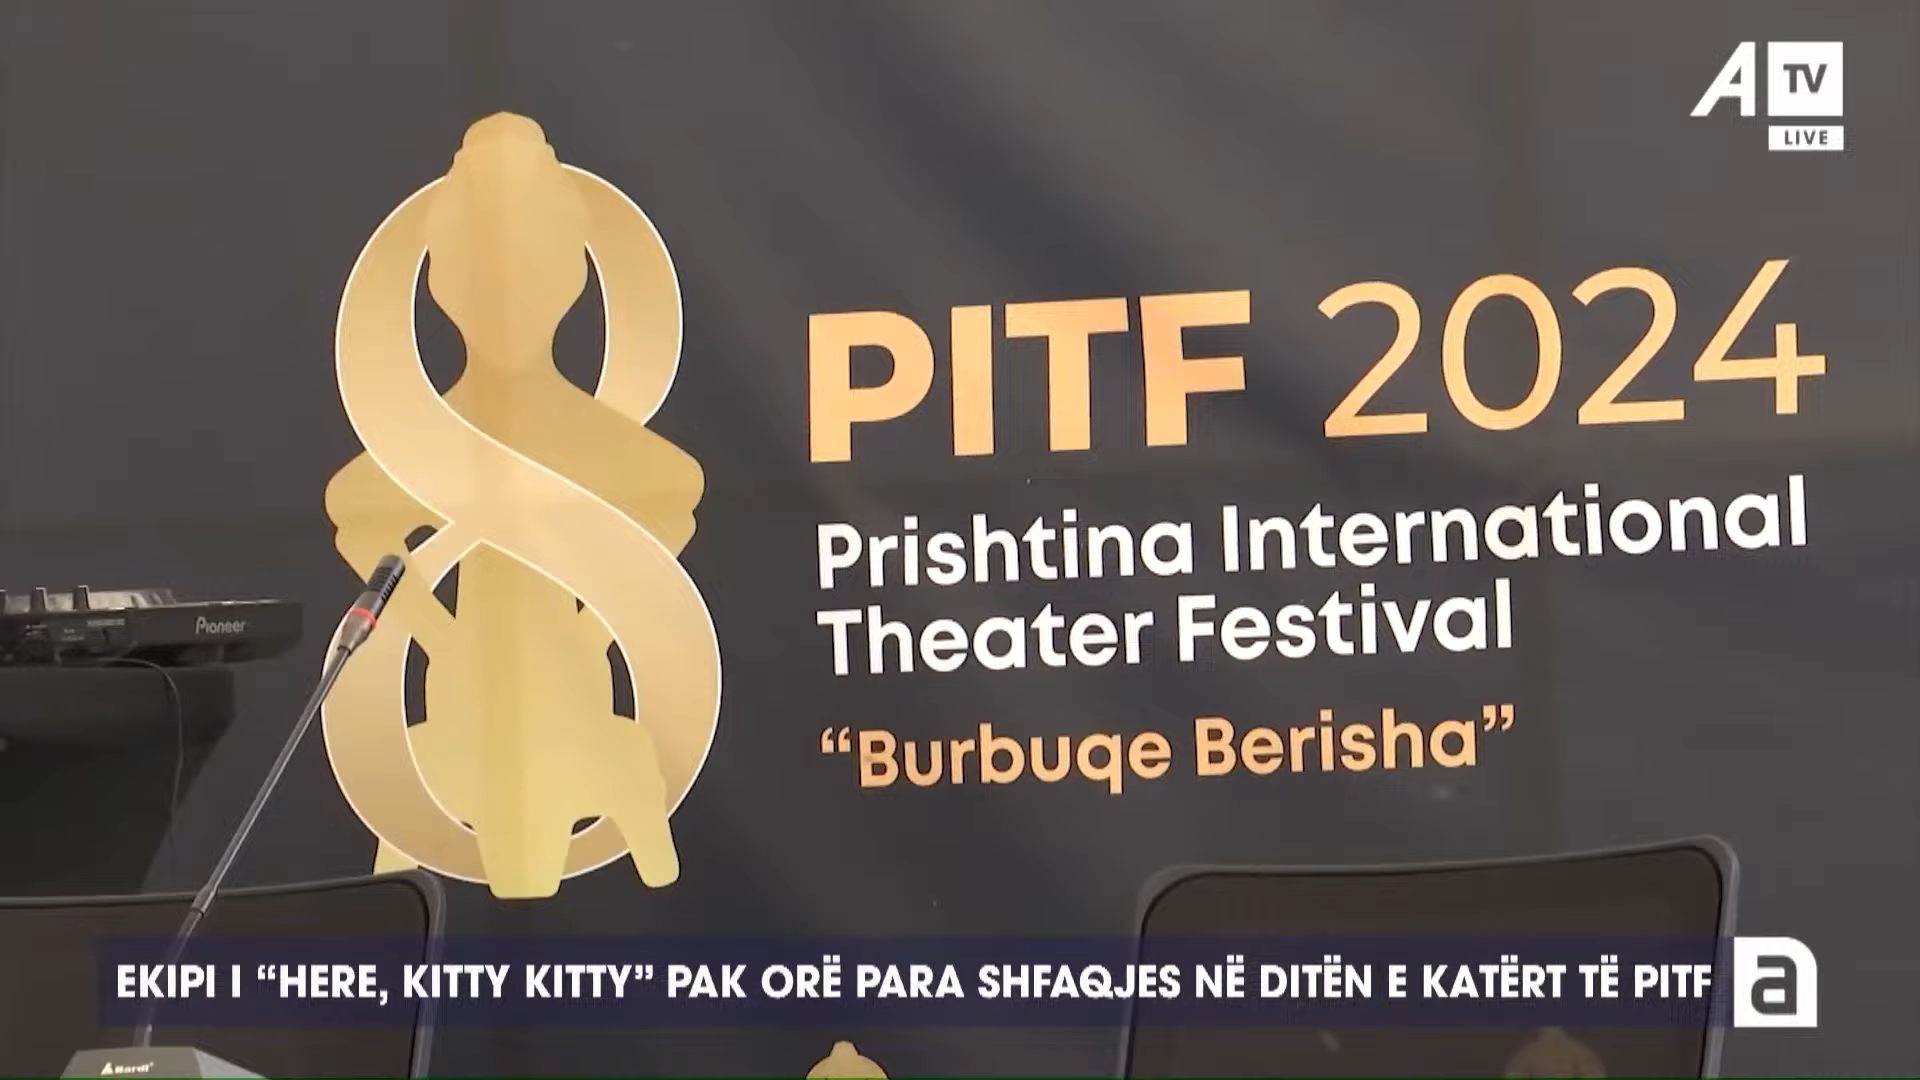 A TV
LIVE
8
PITF 2024
Prishtina International
Theater Festival
“Burbuqe Berisha”
Pioneer
EKIPI I “HERE, KITTY KITTY” PAK ORË PARA SHFAQJES NË DITËN E KATËRT TË PITF
a